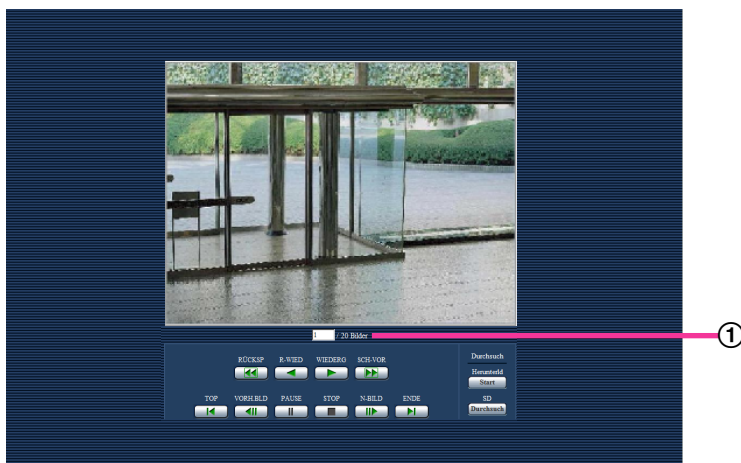 1 / 20 Bilder
①
RÜCKSP R-WIED WIEDERG SCH-VOR
TOP VORH.BLD PAUSE STOP N-BILD ENDE
Durchsuch
Herunterld
Start
SD
Durchsuch